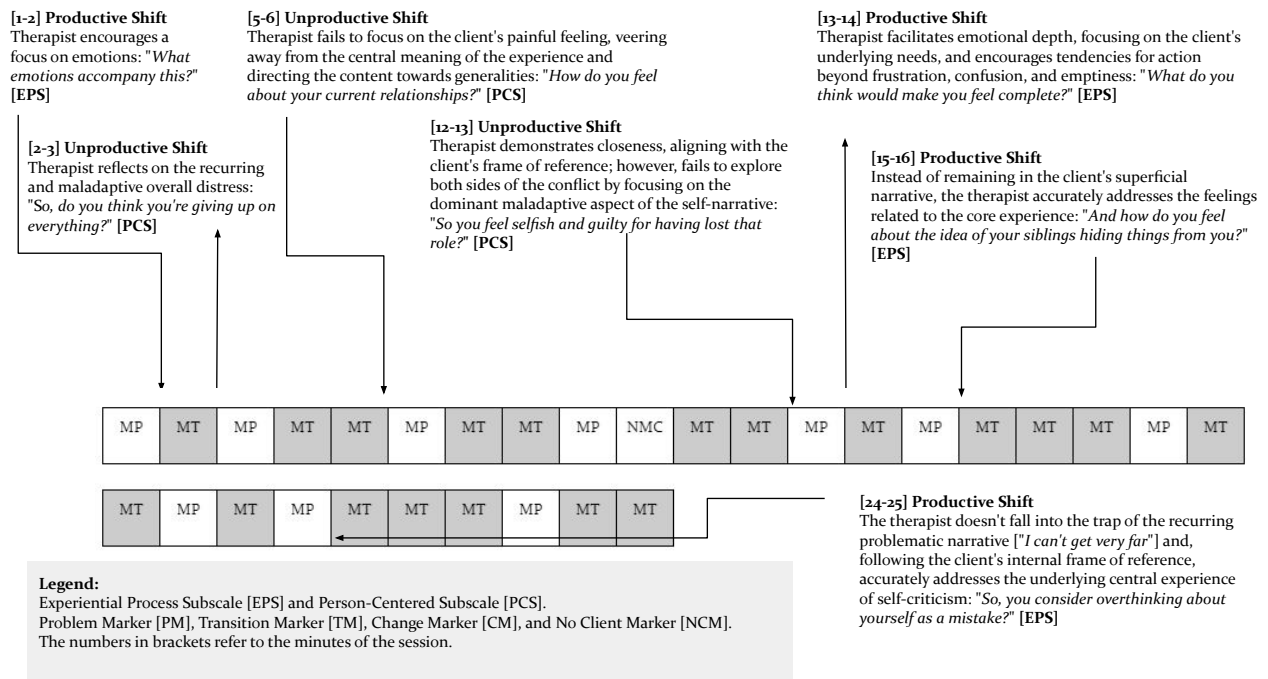 [1-2] Productive Shift
Therapist encourages a
focus on emotions: "What
emotions accompany this?"
[EPS]
[5-6] Unproductive Shift
Therapist fails to focus on the client's painful feeling, veering
away from the central meaning of the experience and
directing the content towards generalities: "How do you feel
about your current relationships?" [PCS]
[13-14] Productive Shift
Therapist facilitates emotional depth, focusing on the client's
underlying needs, and encourages tendencies for action
beyond frustration, confusion, and emptiness: "What do you
think would make you feel complete?" [EPS]
[2-3] Unproductive Shift
Therapist reflects on the recurring
and maladaptive overall distress:
"So, do you think you're giving up on
everything?" [PCS]
[12-13] Unproductive Shift
Therapist demonstrates closeness, aligning with the
client's frame of reference; however, fails to explore
both sides of the conflict by focusing on the
dominant maladaptive aspect of the self-narrative:
"So you feel selfish and guilty for having lost that
role?" [PCS]
[15-16] Productive Shift
Instead of remaining in the client's superficial
narrative, the therapist accurately addresses the feelings
related to the core experience: "And how do you feel
about the idea of your siblings hiding things from you?"
[EPS]
MP MT MP MT MT MP MT MT MP NMC MT MT MP MT MP MT MT MT MP MT
MT MP MT MP MT MT MT MP MT MT
[24-25] Productive Shift
The therapist doesn't fall into the trap of the recurring
problematic narrative ["I can't get very far"] and,
following the client's internal frame of reference,
accurately addresses the underlying central experience
of self-criticism: "So, you consider overthinking about
yourself as a mistake?" [EPS]
Legend:
Experiential Process Subscale [EPS] and Person-Centered Subscale [PCS].
Problem Marker [PM], Transition Marker [TM], Change Marker [CM], and No Client Marker [NCM].
The numbers in brackets refer to the minutes of the session.